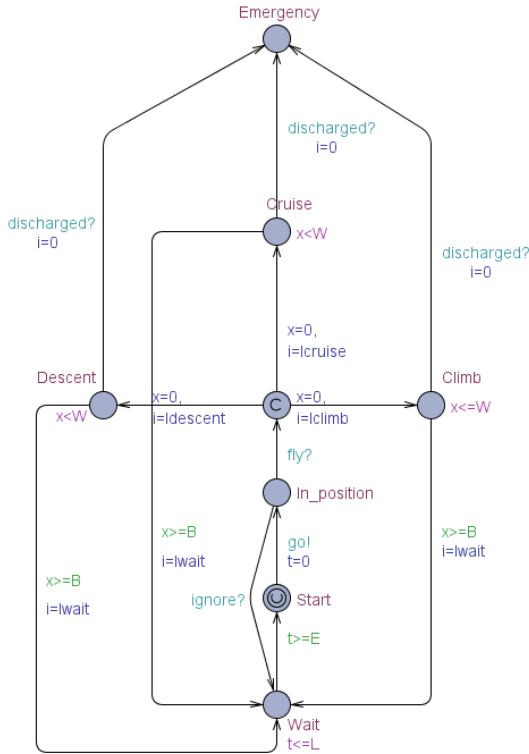 Emergency
discharged?
i=0
Cruise
x<W
discharged?
i=0
discharged?
i=0
x=0,
i=Icruise
Descent
x<W
x=0,
i=Idescent
C
x=0,
i=Iclimb
Climb
x<=W
fly?
In_position
x>=B
i=Iwait
x>=B
i=Iwait
go!
t=0
x>=B
i=Iwait
ignore?
U
Start
t>=E
Wait
t<=L